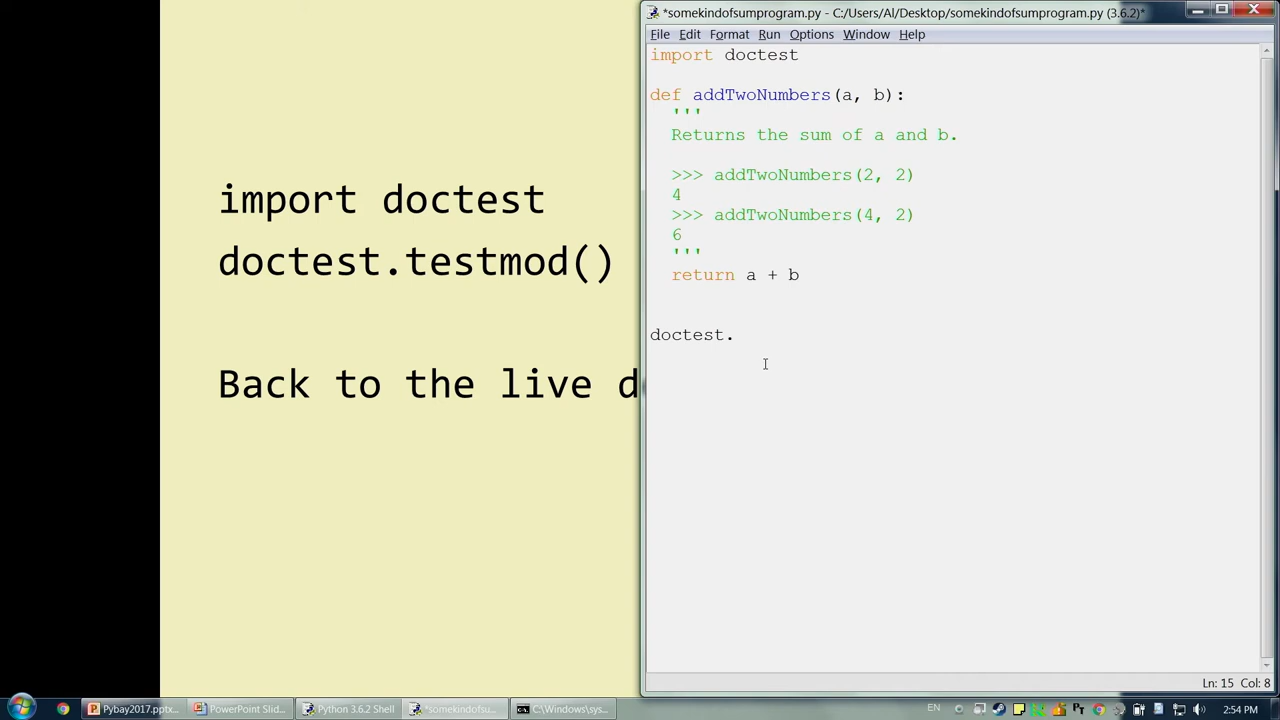 import doctest
doctest.testmod()
Back to the live d
*somekindofsumprogram.py - C:/Users/Al/Desktop/somekindofsumprogram.py (3.6.2)*
File Edit Format Run Options Window Help
import doctest
def addTwoNumbers(a, b):
'''
Returns the sum of a and b.
>>> addTwoNumbers(2, 2)
4
>>> addTwoNumbers(4, 2)
6
'''
return a + b
doctest.
Ln: 15 Col: 8
Pybay2017.pptx... PowerPoint Slid... Python 3.6.2 Shell *somekindofsu... C:\Windows\sys... EN 2:54 PM